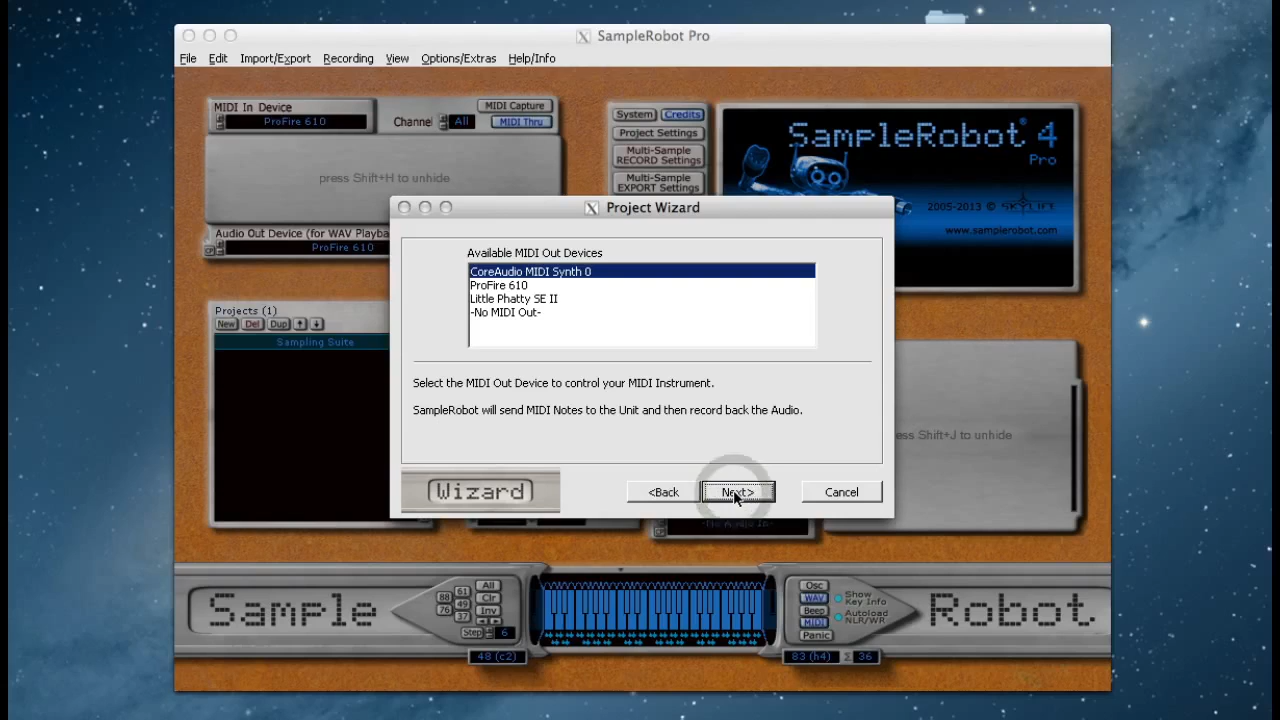 SampleRobot Pro
File Edit Import/Export Recording View Options/Extras Help/Info
MIDI In Device
ProFire 610
Channel All
MIDI Capture
MIDI Thru
press Shift+H to unhide
Audio Out Device (for WAV Playba
ProFire 610
System Credits
Project Settings
Multi-Sample
RECORD Settings
Multi-Sample
EXPORT Settings
SampleRobot® 4
Pro
2005-2013 © SKYLIFE
www.samplerobot.com
Project Wizard
Available MIDI Out Devices
CoreAudio MIDI Synth 0
ProFire 610
Little Phatty SE II
-No MIDI Out-
Select the MIDI Out Device to control your MIDI Instrument.
SampleRobot will send MIDI Notes to the Unit and then record back the Audio.
Wizard
<Back Next> Cancel
Projects (1)
New Del Dup
Sampling Suite
ess Shift+J to unhide
-No Audio In-
Sample
88 61 All
76 49 Clr
37 Inv
Step 6
48 (c2)
Osc
WAV
Beep
MIDI
Panic
Show
Key Info
Autoload
NLR/WR
83 (h4) Σ 36
Robot